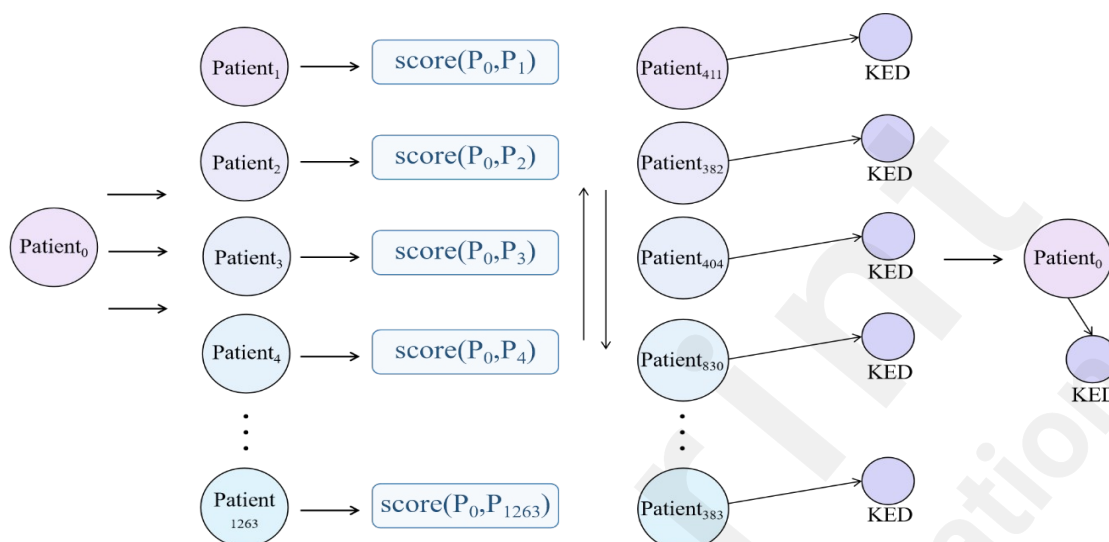 Patient₀
Patient₁
score(P₀,P₁)
Patient₂
score(P₀,P₂)
Patient₃
score(P₀,P₃)
Patient₄
score(P₀,P₄)
Patient
1263
score(P₀,P₁₂₆₃)
Patient₄₁₁
KED
Patient₃₈₂
KED
Patient₄₀₄
KED
Patient₈₃₀
KED
Patient₃₈₃
KED
Patient₀
KED